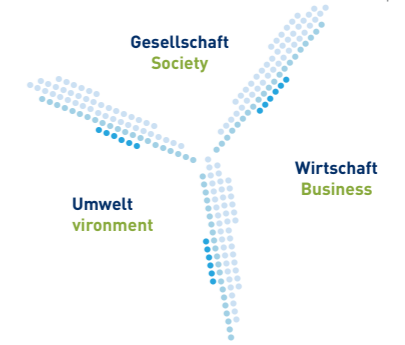 Gesellschaft
Society
Wirtschaft
Business
Umwelt
vironment